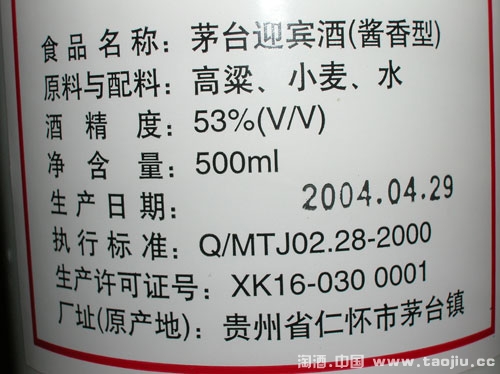 食品名称：茅台迎宾酒(酱香型)
原料与配料：高粱、小麦、水
酒精度：53%(V/V)
净含量：500ml
生产日期：2004.04.29
执行标准：Q/MTJ02.28-2000
生产许可证号：XK16-030 0001
厂址(原产地)：贵州省仁怀市茅台镇
淘酒.中国 www.taojiu.cc